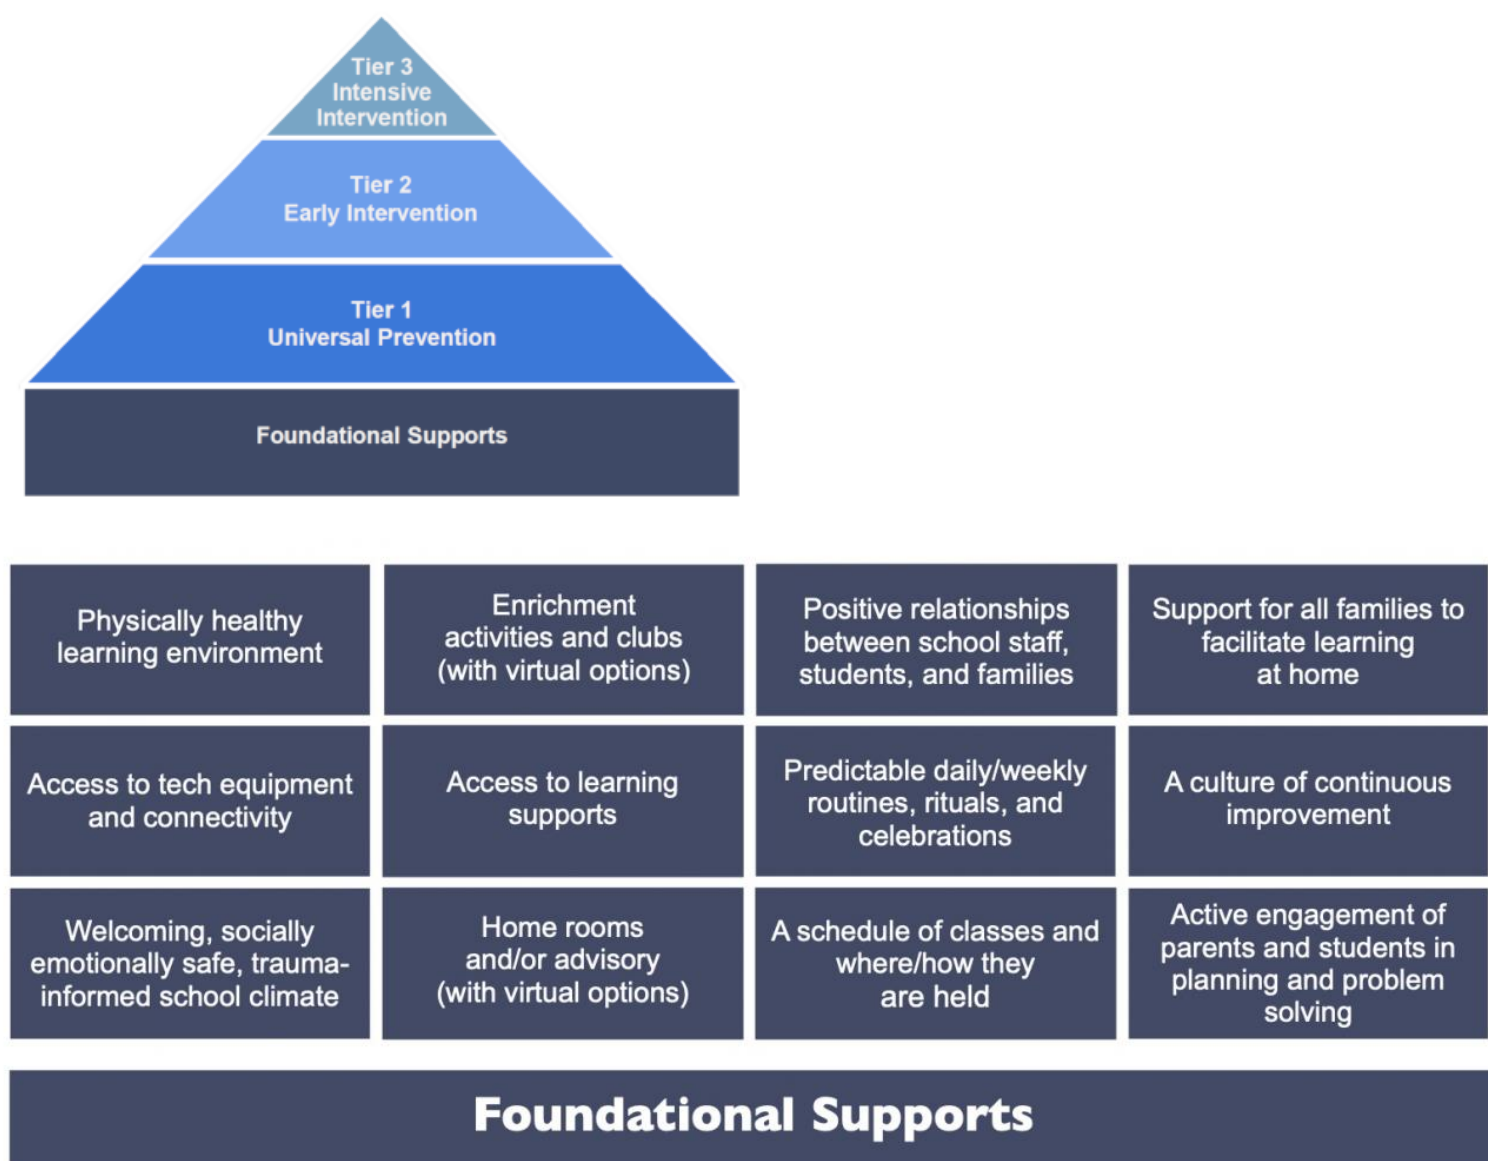 Tier 3
Intensive
Intervention
Tier 2
Early Intervention
Tier 1
Universal Prevention
Foundational Supports
Physically healthy
learning environment
Enrichment
activities and clubs
(with virtual options)
Positive relationships
between school staff,
students, and families
Support for all families to
facilitate learning
at home
Access to tech equipment
and connectivity
Access to learning
supports
Predictable daily/weekly
routines, rituals, and
celebrations
A culture of continuous
improvement
Welcoming, socially
emotionally safe, trauma-
informed school climate
Home rooms
and/or advisory
(with virtual options)
A schedule of classes and
where/how they
are held
Active engagement of
parents and students in
planning and problem
solving
Foundational Supports